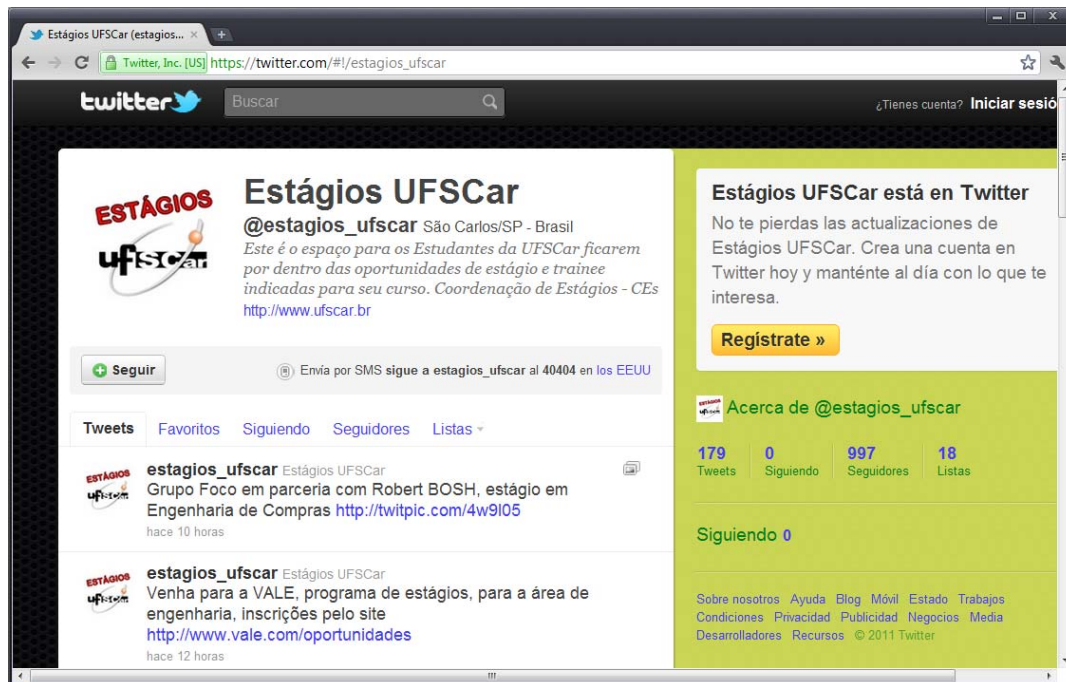 Estágios UFSCar (estagios...
Twitter, Inc. [US] https://twitter.com/#!/estagios_ufscar
twitter
Buscar
¿Tienes cuenta? Iniciar sesió
ESTÁGIOS
ufscar
Estágios UFSCar
@estagios_ufscar São Carlos/SP - Brasil
Este é o espaço para os Estudantes da UFSCar ficarem
por dentro das oportunidades de estágio e trainee
indicadas para seu curso. Coordenação de Estágios - CEs
http://www.ufscar.br
Seguir
Envía por SMS sigue a estagios_ufscar al 40404 en los EEUU
Tweets Favoritos Siguiendo Seguidores Listas
ESTÁGIOS
ufscar
estagios_ufscar Estágios UFSCar
Grupo Foco em parceria com Robert BOSH, estágio em
Engenharia de Compras http://twitpic.com/4w9l05
hace 10 horas
ESTÁGIOS
ufscar
estagios_ufscar Estágios UFSCar
Venha para a VALE, programa de estágios, para a área de
engenharia, inscrições pelo site
http://www.vale.com/oportunidades
hace 12 horas
Estágios UFSCar está en Twitter
No te pierdas las actualizaciones de
Estágios UFSCar. Crea una cuenta en
Twitter hoy y manténte al día con lo que te
interesa.
Regístrate »
Acerca de @estagios_ufscar
179 0 997 18
Tweets Siguiendo Seguidores Listas
Siguiendo 0
Sobre nosotros Ayuda Blog Móvil Estado Trabajos
Condiciones Privacidad Publicidad Negocios Media
Desarrolladores Recursos © 2011 Twitter